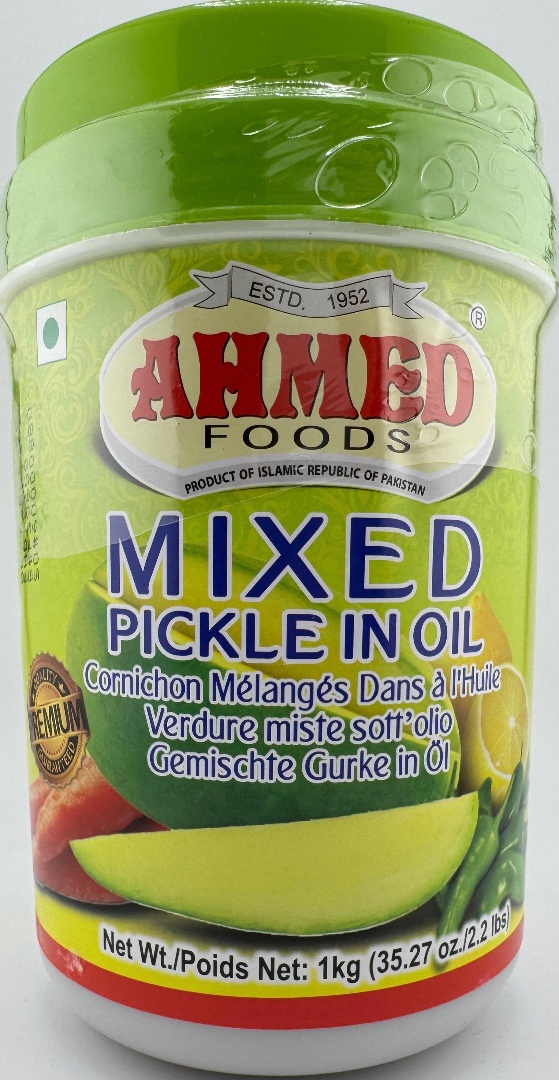 ESTD. 1952
AHMED ®
FOODS
PRODUCT OF ISLAMIC REPUBLIC OF PAKISTAN
MIXED
PICKLE IN OIL
Cornichon Mélangés Dans à l'Huile
Verdure miste sott'olio
Gemischte Gurke in Öl
QUALITY
PREMIUM
GUARANTEED
Net Wt./Poids Net: 1kg (35.27 oz./2.2 lbs)